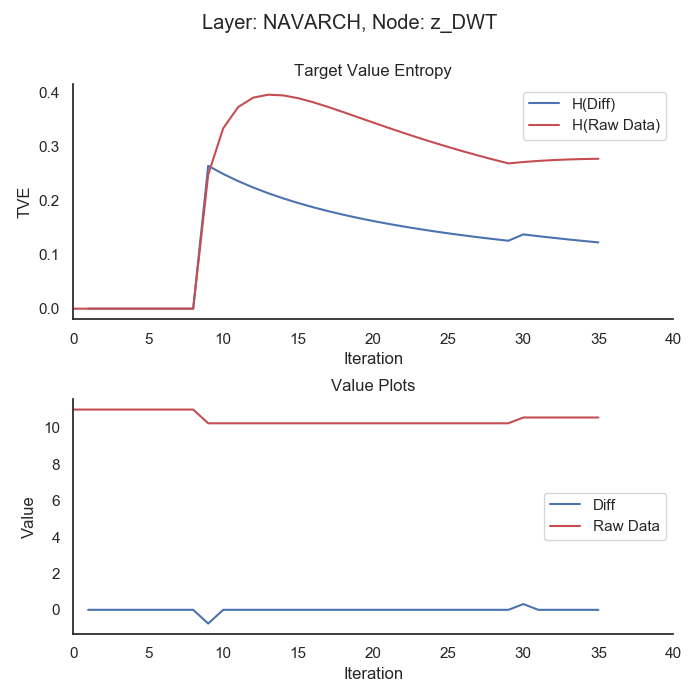 Layer: NAVARCH, Node: z_DWT
Target Value Entropy
0.4
0.3
0.2
0.1
0.0
TVE
H(Diff)
H(Raw Data)
0 5 10 15 20 25 30 35 40
Iteration
Value Plots
10
8
6
4
2
0
Value
Diff
Raw Data
0 5 10 15 20 25 30 35 40
Iteration